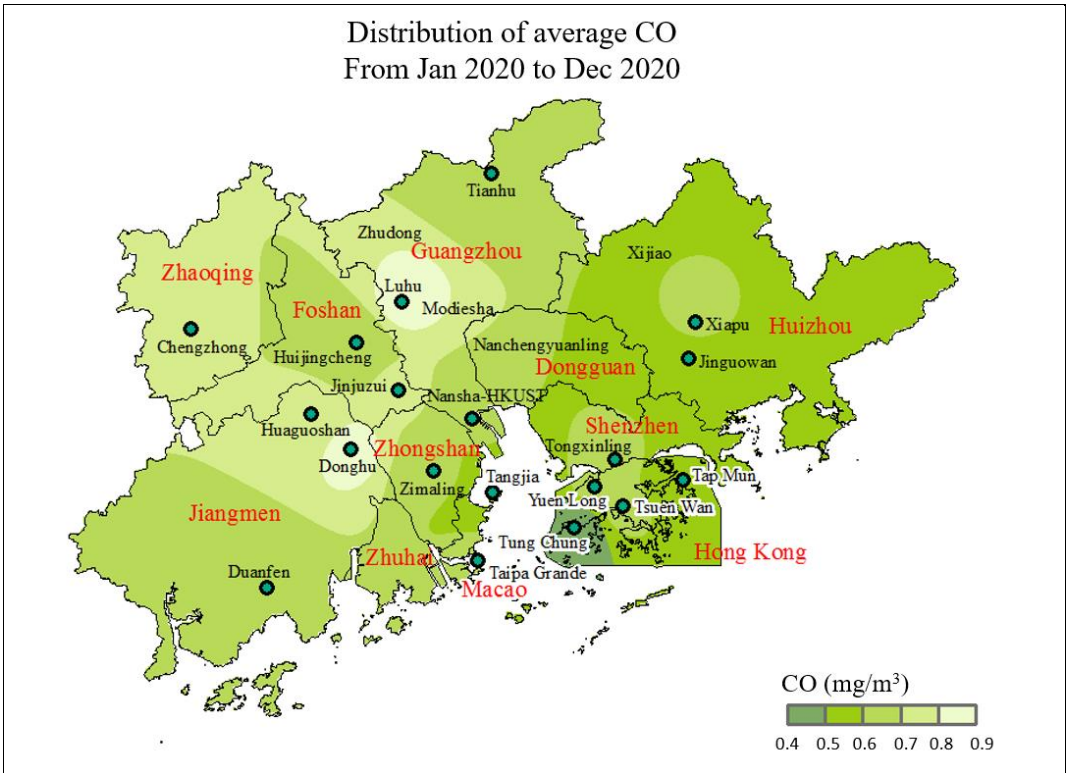 Distribution of average CO
From Jan 2020 to Dec 2020
Tianhu
Zhudong
Guangzhou
Xijiao
Zhaoqing
Luhu
Modiesha
Foshan
Xiapu
Huizhou
Chengzhong
Huijingcheng
Nanchengyuanling
Dongguan
Jinguowan
Jinjuzui
Nansha-HKUST
Huaguoshan
Shenzhen
Donghu
Zhongshan
Tongxinling
Zimaling
Tangjia
Tap Mun
Yuen Long
Tsuen Wan
Jiangmen
Tung Chung
Hong Kong
Zhuhai
Duanfen
Taipa Grande
Macao
CO (mg/m³)
0.4 0.5 0.6 0.7 0.8 0.9